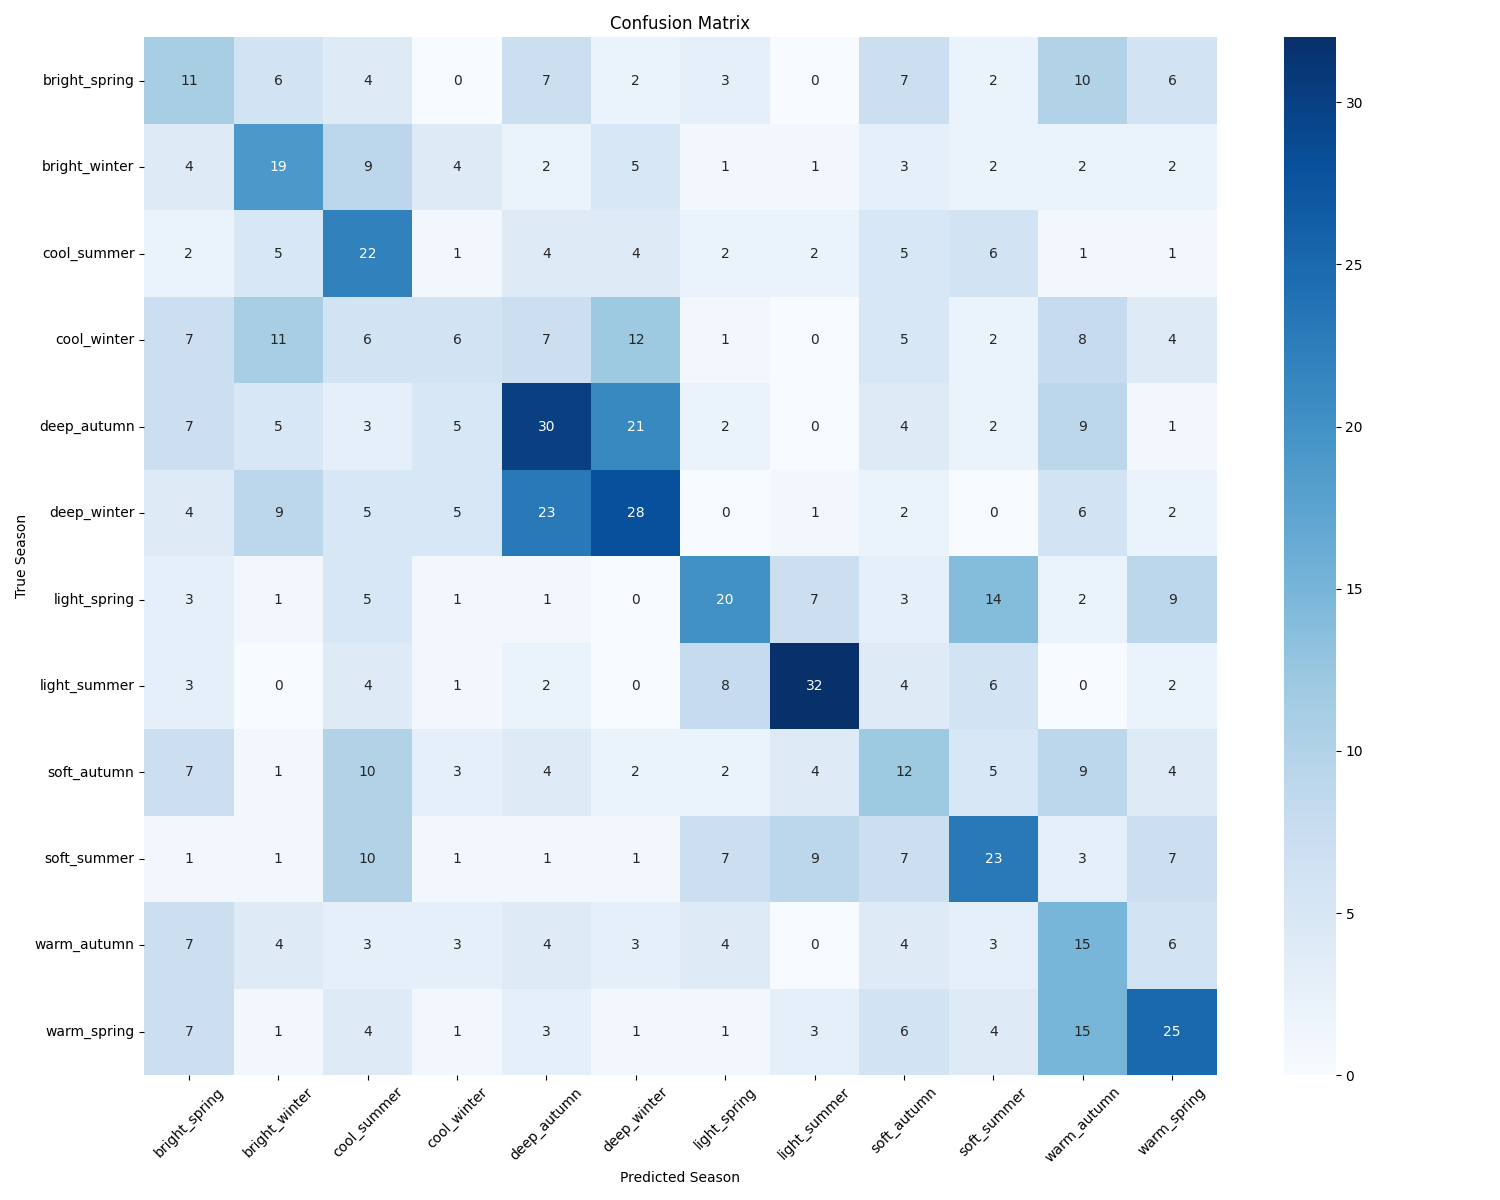 Confusion Matrix
bright_spring 11 6 4 0 7 2 3 0 7 2 10 6
bright_winter 4 19 9 4 2 5 1 1 3 2 2 2
cool_summer 2 5 22 1 4 4 2 2 5 6 1 1
cool_winter 7 11 6 6 7 12 1 0 5 2 8 4
deep_autumn 7 5 3 5 30 21 2 0 4 2 9 1
deep_winter 4 9 5 5 23 28 0 1 2 0 6 2
light_spring 3 1 5 1 1 0 20 7 3 14 2 9
light_summer 3 0 4 1 2 0 8 32 4 6 0 2
soft_autumn 7 1 10 3 4 2 2 4 12 5 9 4
soft_summer 1 1 10 1 1 1 7 9 7 23 3 7
warm_autumn 7 4 3 3 4 3 4 0 4 3 15 6
warm_spring 7 1 4 1 3 1 1 3 6 4 15 25
bright_spring bright_winter cool_summer cool_winter deep_autumn deep_winter light_spring light_summer soft_autumn soft_summer warm_autumn warm_spring
Predicted Season
True Season
30
25
20
15
10
5
0